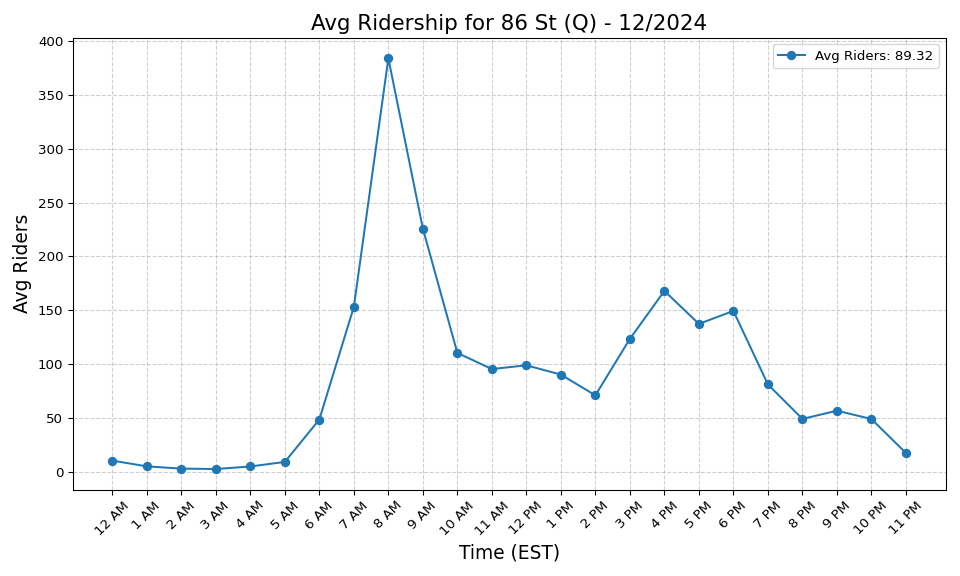 Avg Ridership for 86 St (Q) - 12/2024
Avg Riders: 89.32
400
350
300
250
200
150
100
50
0
Avg Riders
12 AM
1 AM
2 AM
3 AM
4 AM
5 AM
6 AM
7 AM
8 AM
9 AM
10 AM
11 AM
12 PM
1 PM
2 PM
3 PM
4 PM
5 PM
6 PM
7 PM
8 PM
9 PM
10 PM
11 PM
Time (EST)